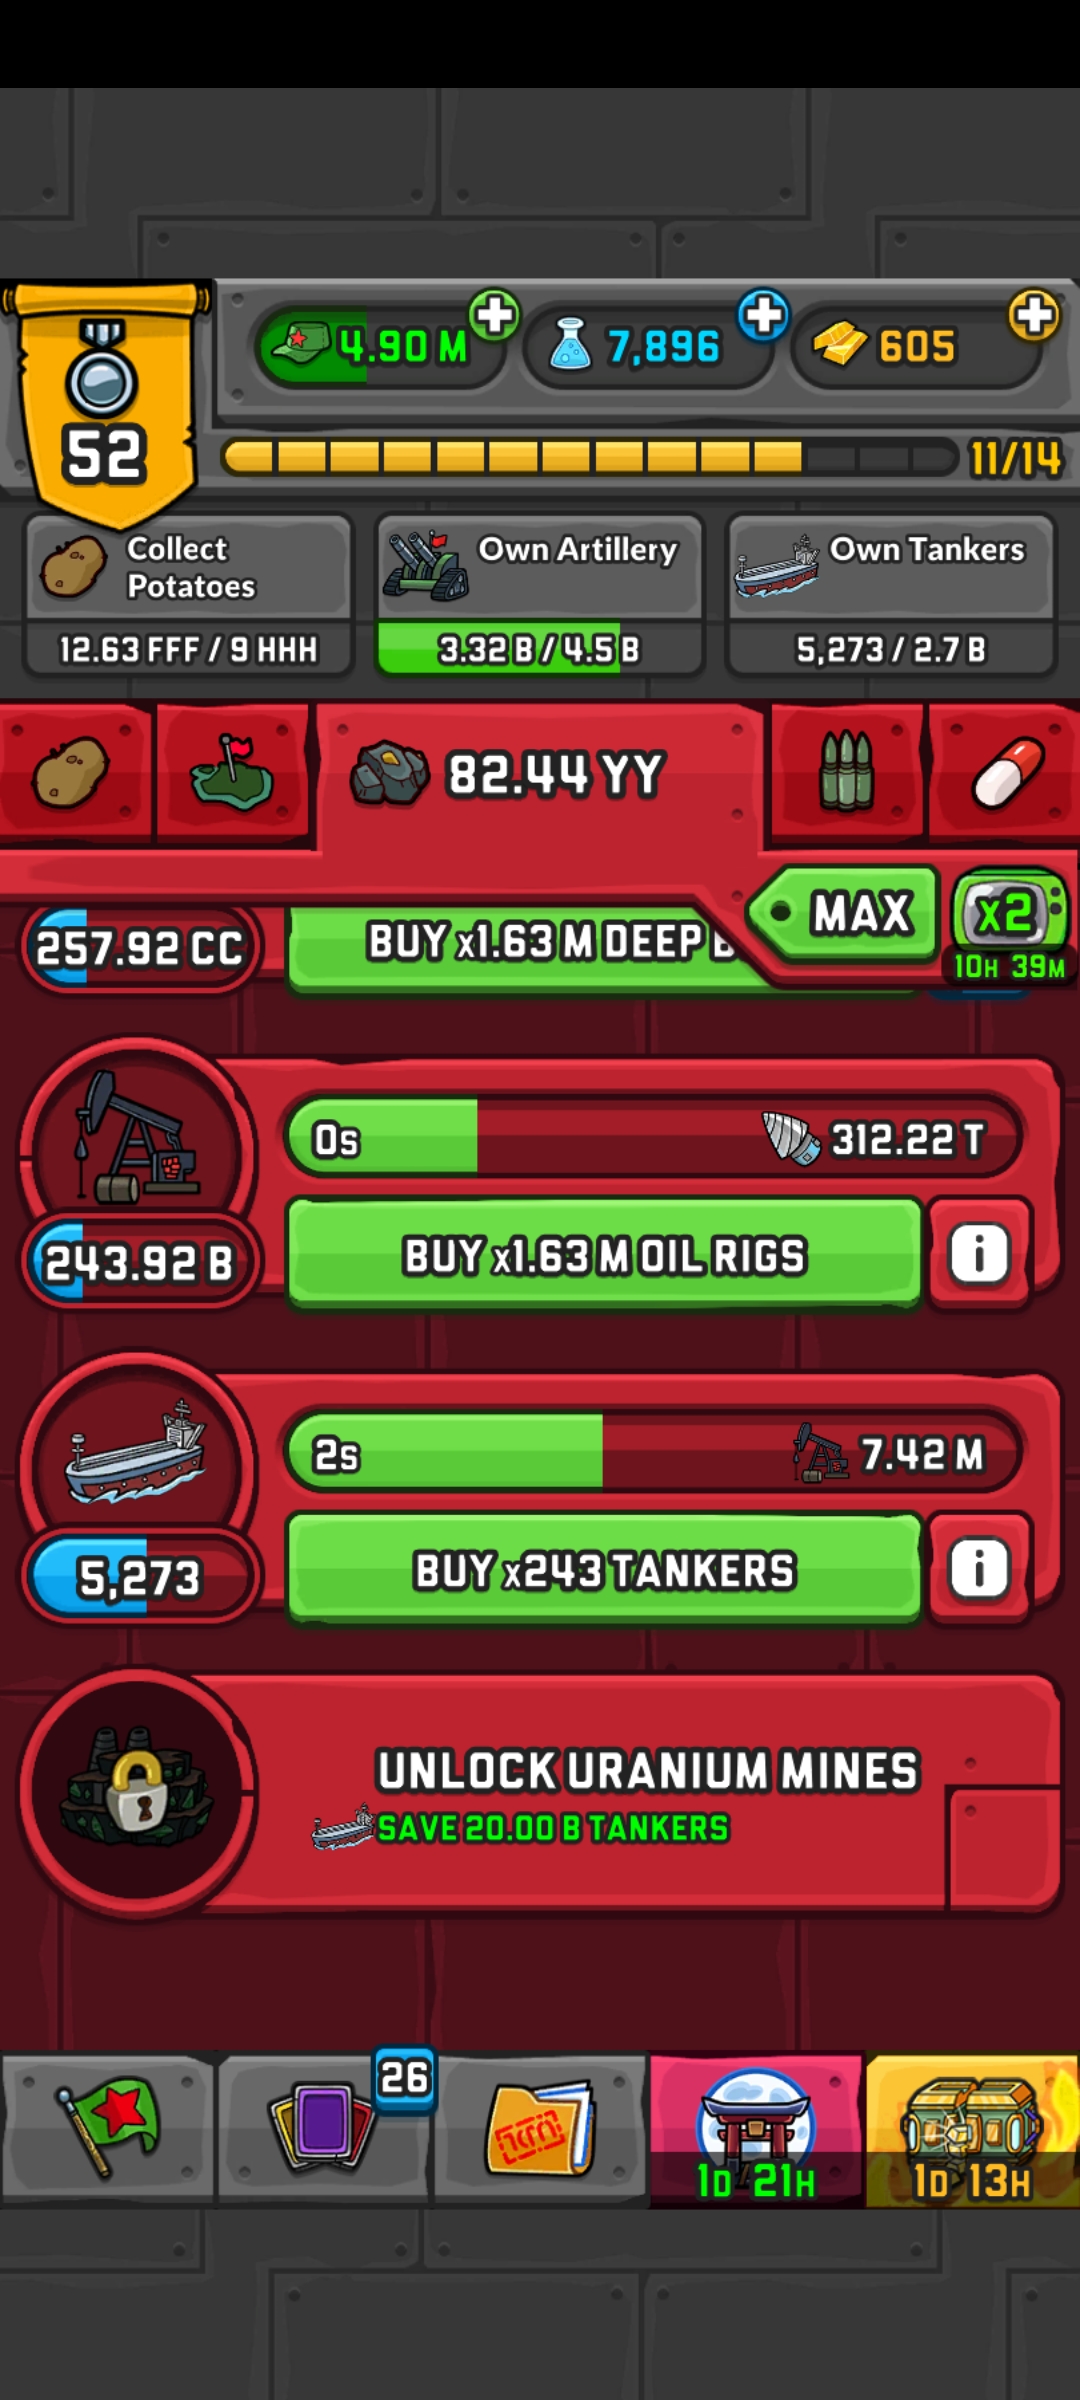 4.90 M
7,896
605
52
11/14
Collect
Potatoes
12.63 FFF / 9 HHH
Own Artillery
3.32 B / 4.5 B
Own Tankers
5,273 / 2.7 B
82.44 YY
MAX
x2
10H 39M
257.92 CC
BUY x1.63 M DEEP
0s
312.22 T
243.92 B
BUY x1.63 M OIL RIGS
i
2s
7.42 M
5,273
BUY x243 TANKERS
i
UNLOCK URANIUM MINES
SAVE 20.00 B TANKERS
26
1D 21H
1D 13H